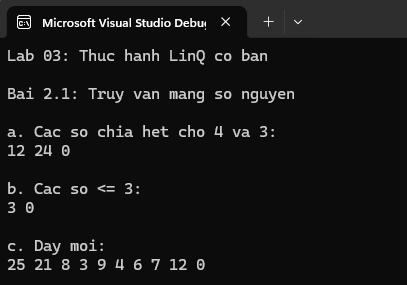 Microsoft Visual Studio Debu
Lab 03: Thuc hanh LinQ co ban
Bai 2.1: Truy van mang so nguyen
a. Cac so chia het cho 4 va 3:
12 24 0
b. Cac so <= 3:
3 0
c. Day moi:
25 21 8 3 9 4 6 7 12 0